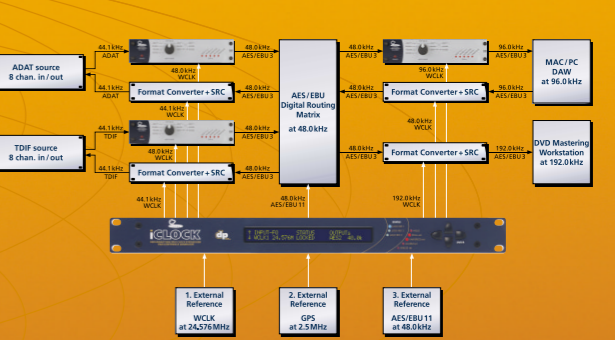 44.1kHz
ADAT
48.0kHz
AES/EBU 3
48.0kHz
AES/EBU 3
96.0kHz
AES/EBU 3
ADAT source
8 chan. in / out
48.0kHz
WCLK
96.0kHz
WCLK
MAC/PC
DAW
at 96.0kHz
44.1kHz
ADAT
Format Converter + SRC
48.0kHz
AES/EBU 3
AES/EBU
Digital Routing
Matrix
at 48.0kHz
48.0kHz
AES/EBU 3
Format Converter + SRC
96.0kHz
AES/EBU 3
44.1kHz
WCLK
44.1kHz
TDIF
48.0kHz
AES/EBU 3
48.0kHz
WCLK
TDIF source
8 chan. in / out
48.0kHz
WCLK
48.0kHz
AES/EBU 3
Format Converter + SRC
192.0kHz
AES/EBU 3
DVD Mastering
Workstation
at 192.0kHz
44.1kHz
TDIF
Format Converter + SRC
48.0kHz
AES/EBU 3
44.1kHz
WCLK
48.0kHz
AES/EBU 11
192.0kHz
WCLK
iCLOCK
dp
1. External
Reference
WCLK
at 24,576MHz
2. External
Reference
GPS
at 2.5MHz
3. External
Reference
AES/EBU 11
at 48.0kHz